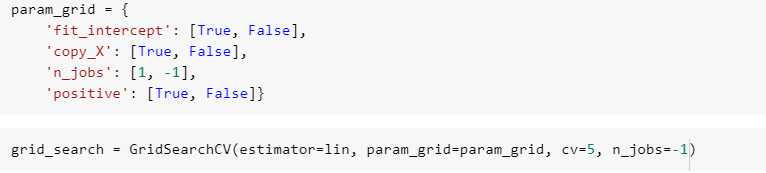 param_grid = {
    'fit_intercept': [True, False],
    'copy_X': [True, False],
    'n_jobs': [1, -1],
    'positive': [True, False]}
grid_search = GridSearchCV(estimator=lin, param_grid=param_grid, cv=5, n_jobs=-1)